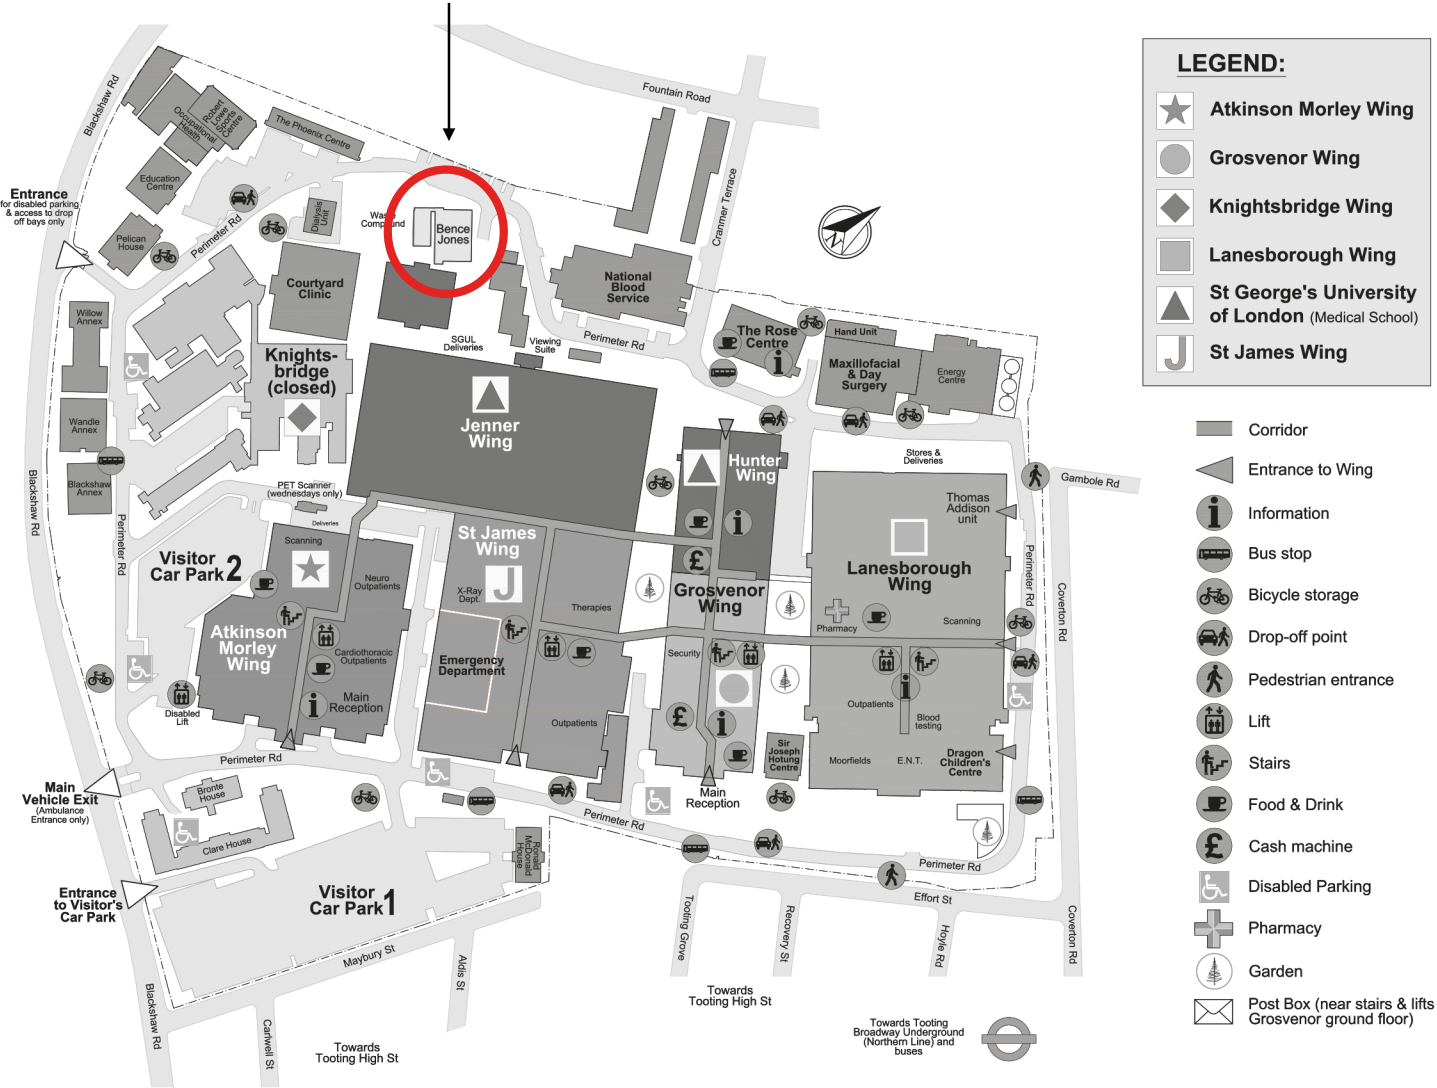 Blackshaw Rd
Fountain Road
Robert
Lowe
Sports
Centre
Occupational
Health
The Phoenix Centre
Education
Centre
Cranmer Terrace
Entrance
for disabled parking
& access to drop
off bays only
Pelican
House
Perimeter Rd
Dialysis
Unit
Waste
Compound
Bence
Jones
Courtyard
Clinic
National
Blood
Service
Willow
Annex
SGUL
Deliveries
Viewing
Suite
Perimeter Rd
The Rose
Centre
Hand Unit
Maxillofacial
& Day
Surgery
Energy
Centre
Knights-
bridge
(closed)
Jenner
Wing
Wandle
Annex
Blackshaw
Annex
Hunter
Wing
Stores &
Deliveries
Gambole Rd
Blackshaw Rd
PET Scanner
(wednesdays only)
Deliveries
Thomas
Addison
unit
Perimeter Rd
Visitor
Car Park 2
Scanning
St James
Wing
J
X-Ray
Dept.
Neuro
Outpatients
Therapies
£
Grosvenor
Wing
Lanesborough
Wing
Pharmacy
Scanning
Perimeter Rd
Coverton Rd
Atkinson
Morley
Wing
Cardiothoracic
Outpatients
Main
Reception
Emergency
Department
Security
Outpatients
£
Outpatients
Blood
testing
Disabled
Lift
Sir
Joseph
Hotung
Centre
Moorfields
E.N.T.
Dragon
Children's
Centre
Perimeter Rd
Main
Reception
Main
Vehicle Exit
(Ambulance
Entrance only)
Bronte
House
Clare House
Perimeter Rd
Ronald
McDonald
House
Perimeter Rd
Entrance
to Visitor's
Car Park
Visitor
Car Park 1
Effort St
Tooting Grove
Recovery St
Hoyle Rd
Coverton Rd
Maybury St
Aldis St
Blackshaw Rd
Carlwell St
Towards
Tooting High St
Towards
Tooting High St
Towards Tooting
Broadway Underground
(Northern Line) and
buses
LEGEND:
Atkinson Morley Wing
Grosvenor Wing
Knightsbridge Wing
Lanesborough Wing
St George's University
of London (Medical School)
J St James Wing
Corridor
Entrance to Wing
i Information
Bus stop
Bicycle storage
Drop-off point
Pedestrian entrance
Lift
Stairs
Food & Drink
£ Cash machine
Disabled Parking
Pharmacy
Garden
Post Box (near stairs & lifts
Grosvenor ground floor)